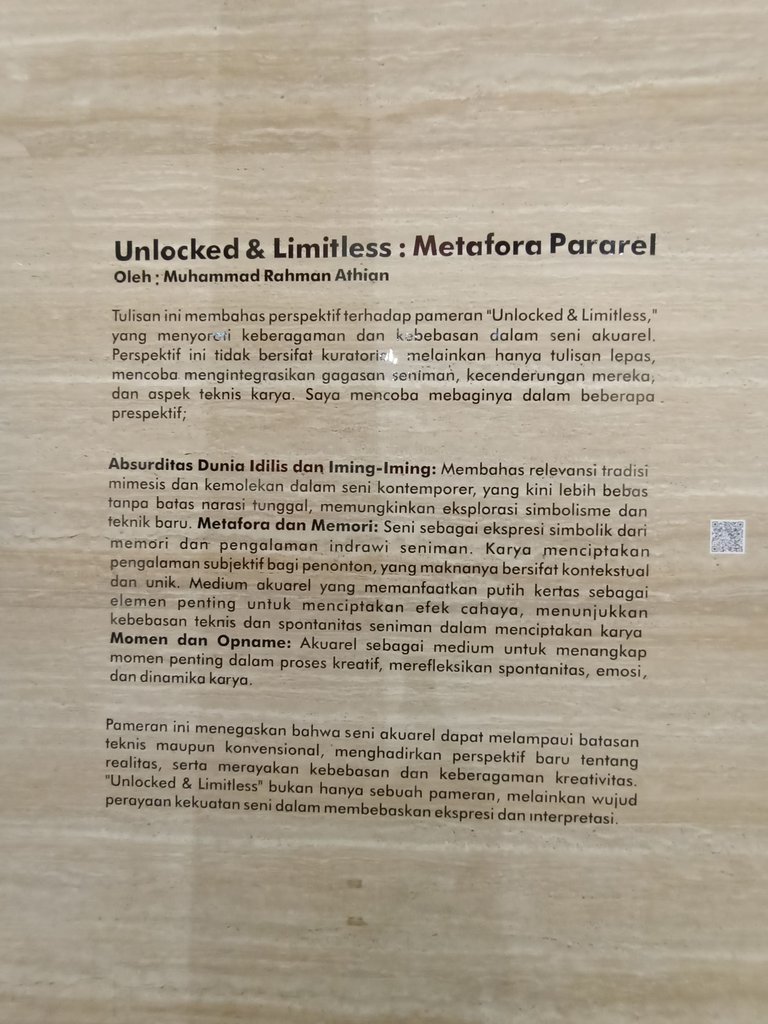 Unlocked & Limitless : Metafora Pararel
Oleh : Muhammad Rahman Athian
Tulisan ini membahas perspektif terhadap pameran "Unlocked & Limitless,"
yang menyoroti keberagaman dan kebebasan dalam seni akuarel.
Perspektif ini tidak bersifat kuratorial, melainkan hanya tulisan lepas,
mencoba mengintegrasikan gagasan seniman, kecenderungan mereka,
dan aspek teknis karya. Saya mencoba mebaginya dalam beberapa
prespektif;
Absurditas Dunia Idilis dan Iming-Iming: Membahas relevansi tradisi
mimesis dan kemolekan dalam seni kontemporer, yang kini lebih bebas
tanpa batas narasi tunggal, memungkinkan eksplorasi simbolisme dan
teknik baru. Metafora dan Memori: Seni sebagai ekspresi simbolik dari
memori dan pengalaman indrawi seniman. Karya menciptakan
pengalaman subjektif bagi penonton, yang maknanya bersifat kontekstual
dan unik. Medium akuarel yang memanfaatkan putih kertas sebagai
elemen penting untuk menciptakan efek cahaya, menunjukkan
kebebasan teknis dan spontanitas seniman dalam menciptakan karya
Momen dan Opname: Akuarel sebagai medium untuk menangkap
momen penting dalam proses kreatif, merefleksikan spontanitas, emosi,
dan dinamika karya.
Pameran ini menegaskan bahwa seni akuarel dapat melampaui batasan
teknis maupun konvensional, menghadirkan perspektif baru tentang
realitas, serta merayakan kebebasan dan keberagaman kreativitas.
"Unlocked & Limitless" bukan hanya sebuah pameran, melainkan wujud
perayaan kekuatan seni dalam membebaskan ekspresi dan interpretasi.